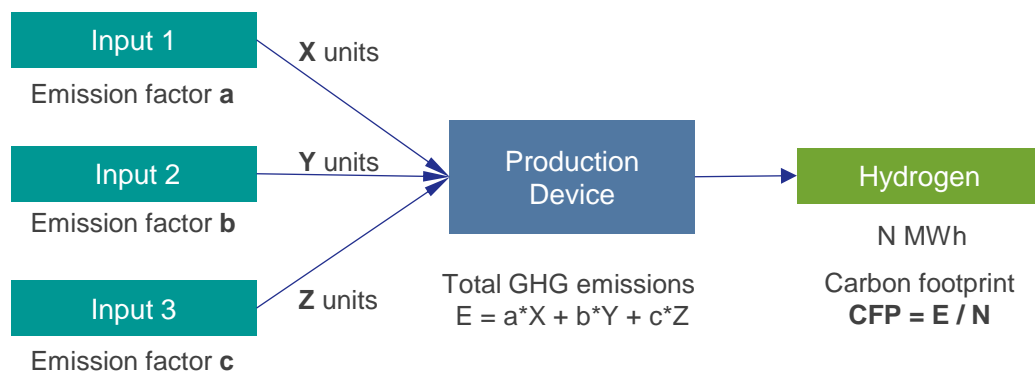 Input 1
Emission factor a
X units
Input 2
Emission factor b
Y units
Input 3
Emission factor c
Z units
Production
Device
Total GHG emissions
E = a*X + b*Y + c*Z
Hydrogen
N MWh
Carbon footprint
CFP = E / N